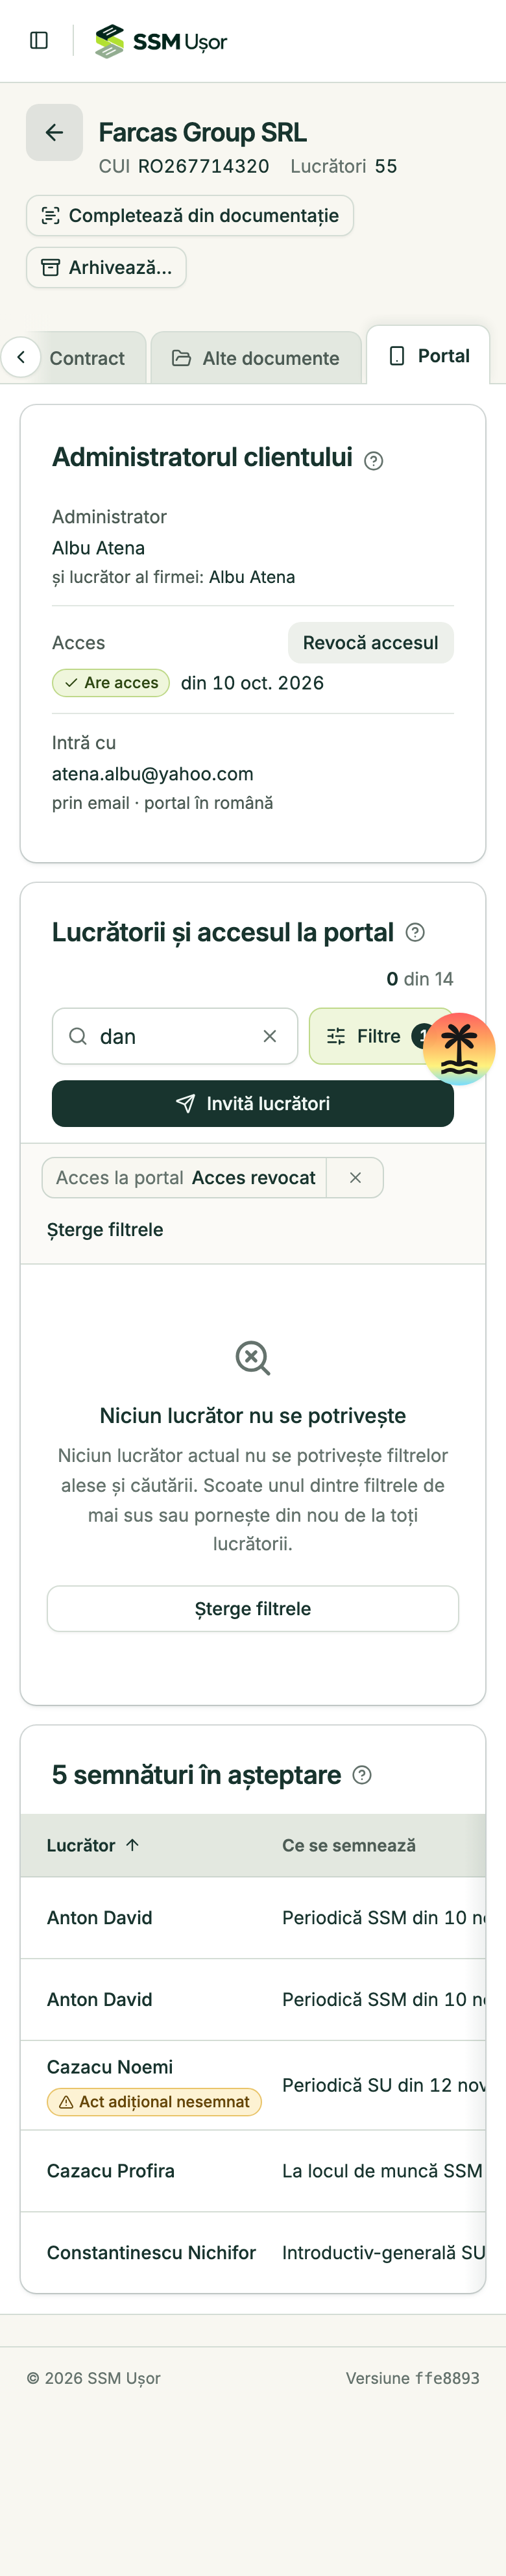 SSM Ușor
Farcas Group SRL
CUI RO267714320 Lucrători 55
Completează din documentație
Arhivează...
Contract
Alte documente
Portal
Administratorul clientului
Administrator
Albu Atena
și lucrător al firmei: Albu Atena
Acces
Revocă accesul
Are acces din 10 oct. 2026
Intră cu
atena.albu@yahoo.com
prin email · portal în română
Lucrătorii și accesul la portal
0 din 14
dan
Filtre
Invită lucrători
Acces la portal Acces revocat
Șterge filtrele
Niciun lucrător nu se potrivește
Niciun lucrător actual nu se potrivește filtrelor
alese și căutării. Scoate unul dintre filtrele de
mai sus sau pornește din nou de la toți
lucrătorii.
Șterge filtrele
5 semnături în așteptare
Lucrător Ce se semnează
Anton David Periodică SSM din 10
Anton David Periodică SSM din 10
Cazacu Noemi
Act adițional nesemnat
Periodică SU din 12 nov
Cazacu Profira La locul de muncă SSM
Constantinescu Nichifor Introductiv-generală SU
© 2026 SSM Ușor
Versiune ffe8893